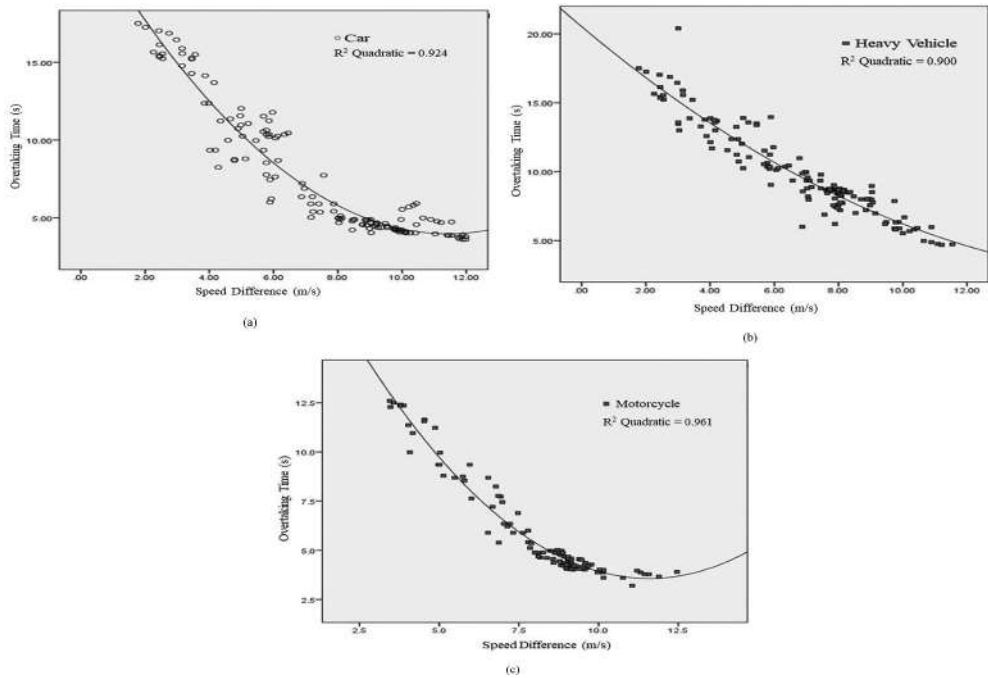 Car
R² Quadratic = 0.924
15.00
10.00
5.00
Overtaking Time (s)
.00 2.00 4.00 6.00 8.00 10.00 12.00
Speed Difference (m/s)
(a)
Heavy Vehicle
R² Quadratic = 0.900
20.00
15.00
10.00
5.00
Overtaking Time (s)
.00 2.00 4.00 6.00 8.00 10.00 12.00
Speed Difference (m/s)
(b)
Motorcycle
R² Quadratic = 0.961
12.5
10.0
7.5
5.0
2.5
Overtaking Time (s)
2.5 5.0 7.5 10.0 12.5
Speed Difference (m/s)
(c)